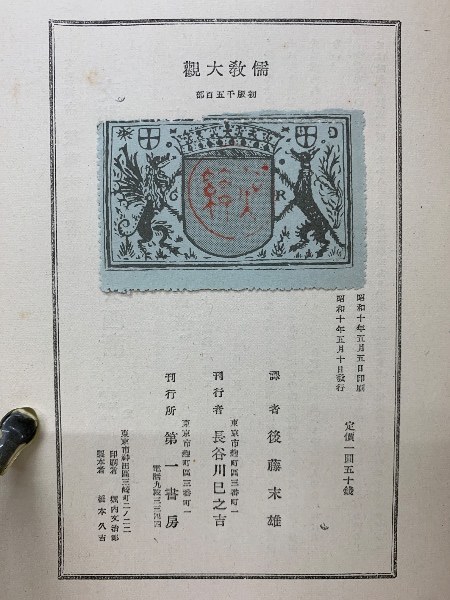 儒敎大觀
初版千五百部
G
R
昭和十年五月五日印刷
昭和十年五月十日發行
定價一圓五十錢
譯者 後藤末雄
東京市麴町區三番町一
刊行者 長谷川巳之吉
東京市麴町區三番町一
刊行所 第一書房
電話九段三三四四
東京市神田區三崎町二ノ二二
印刷者 堀內文治郞
製本者 橋本久吉